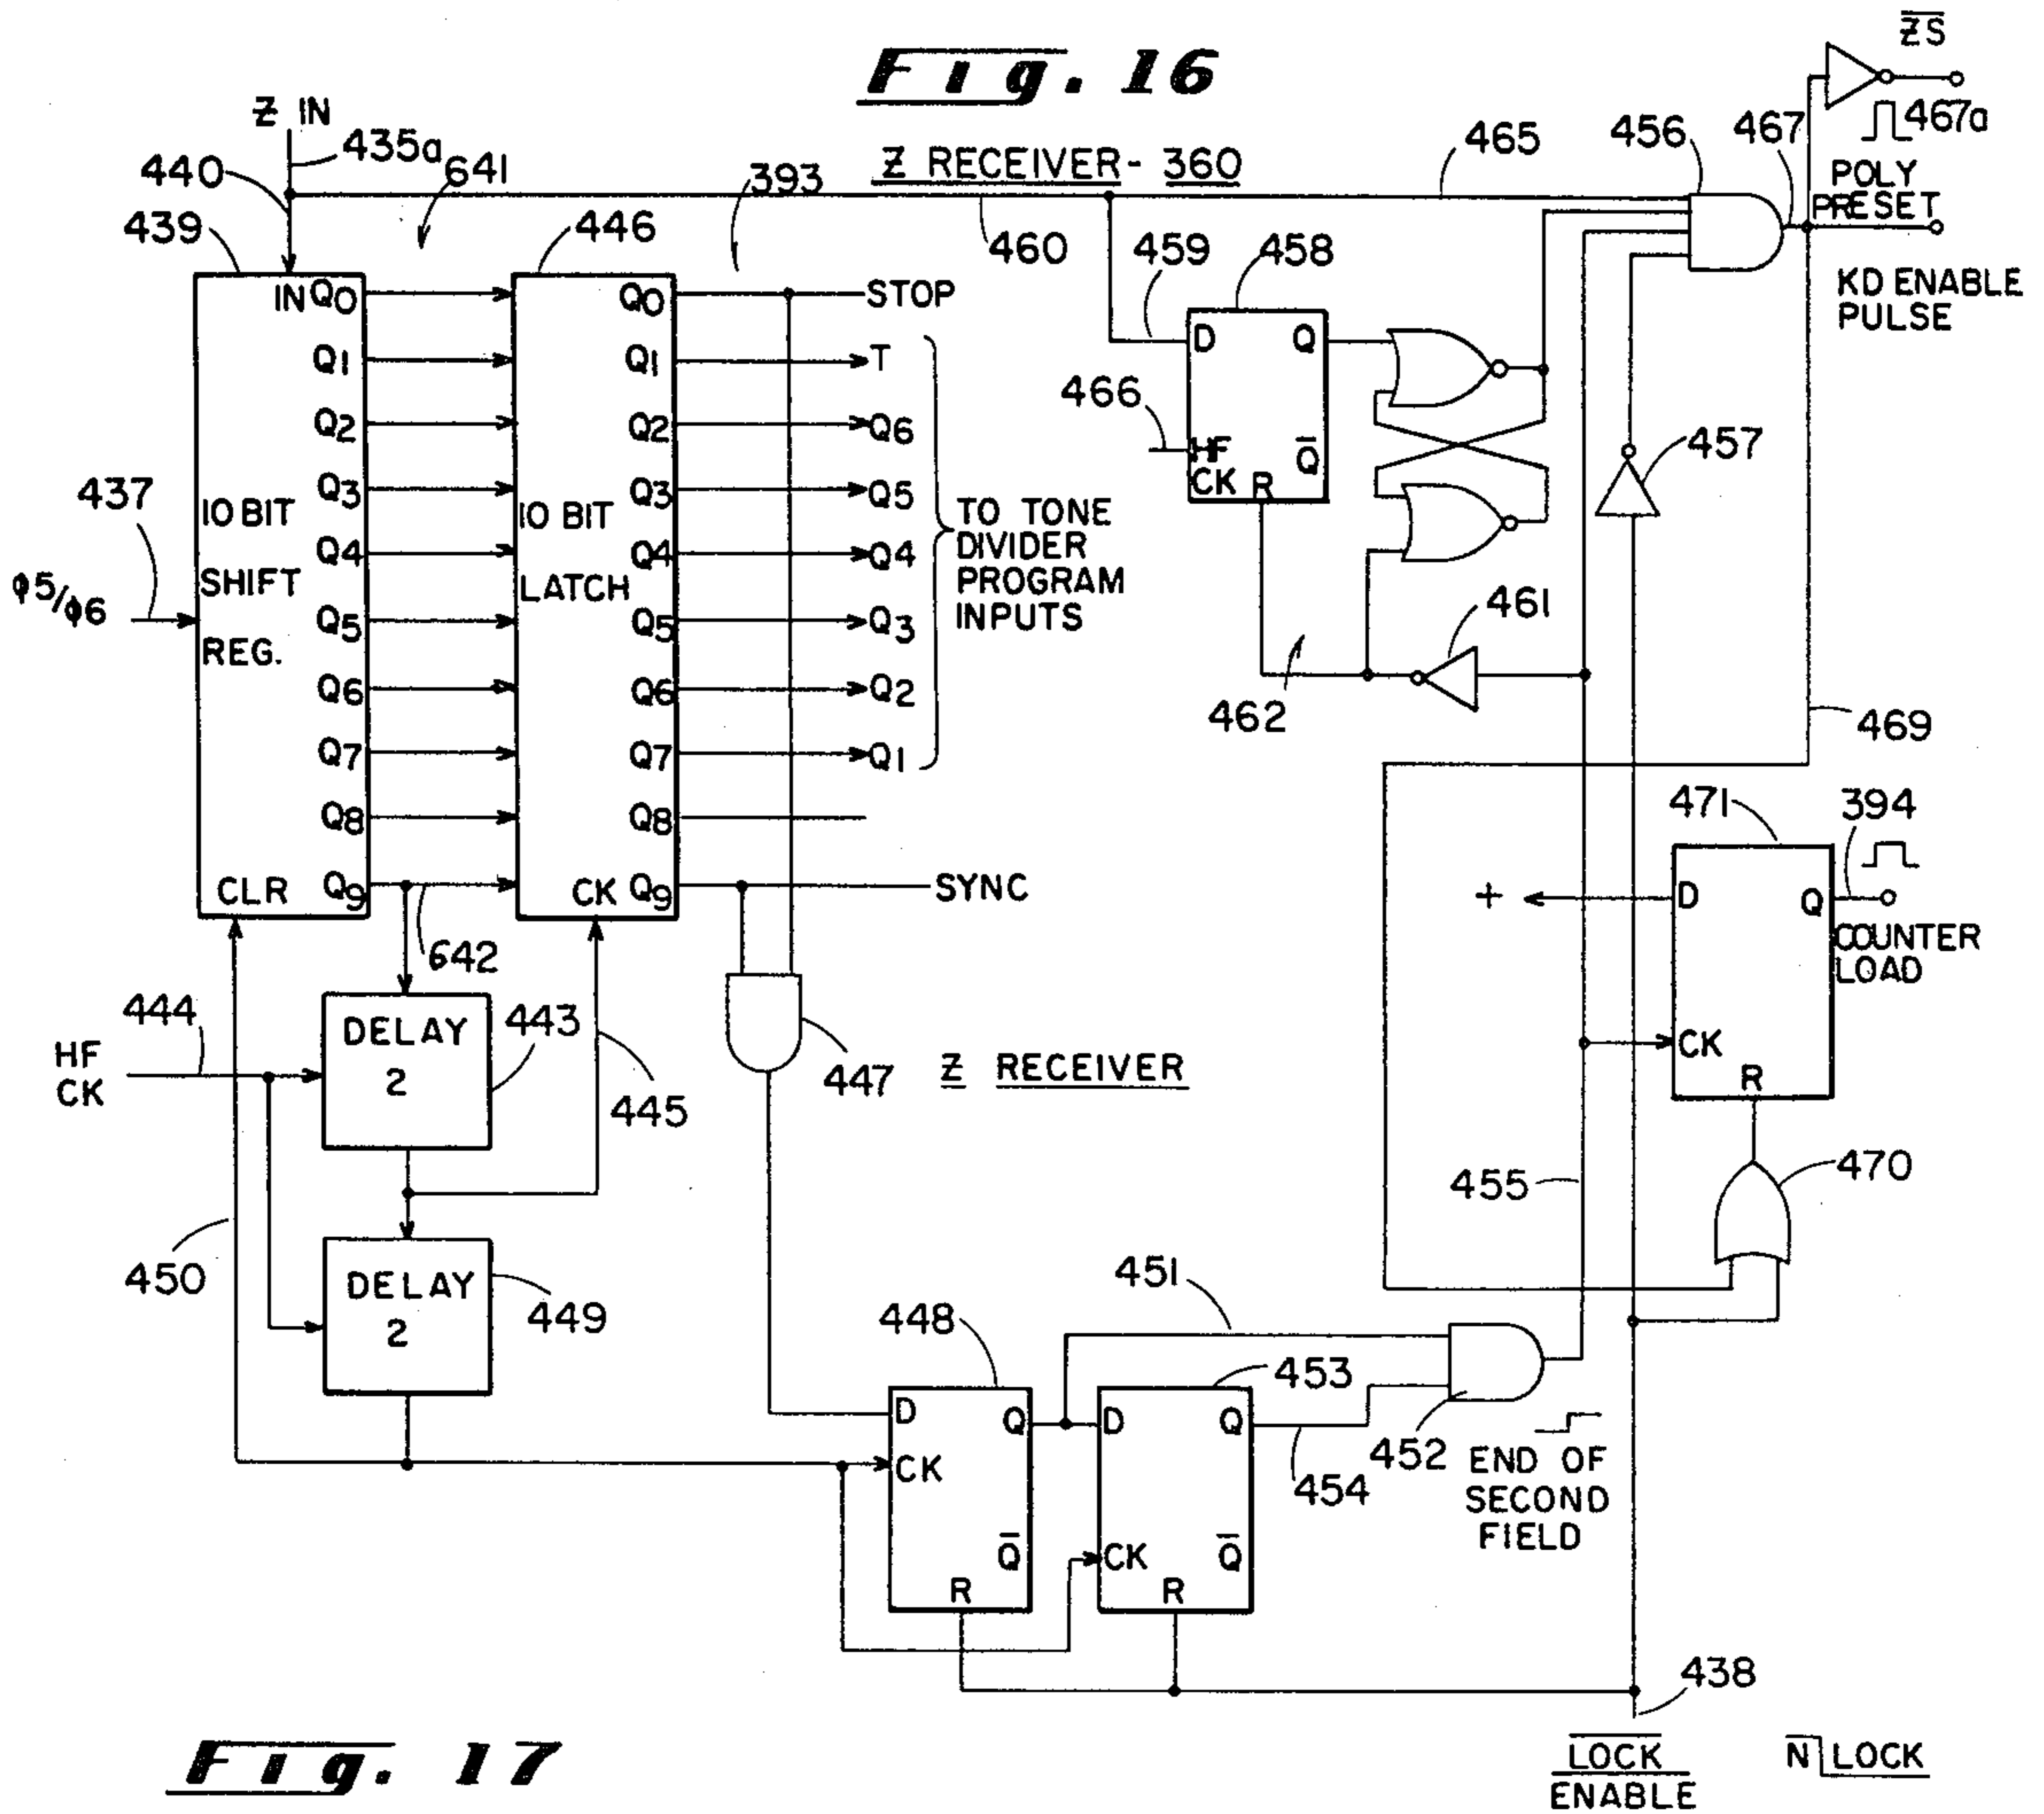 Fig. 16
Z̅S̅
Z IN
435a
440
641
Z RECEIVER- 360
393
465
456
467
467a
POLY
PRESET
439
446
460
459
458
KD ENABLE
PULSE
IN Q0
Q0
STOP
D
Q
Q1
Q1
T
466
HF
CK
R
Q̅
457
Q2
Q2
Q6
437
Q3
Q3
Q5
10 BIT
SHIFT
REG.
10 BIT
LATCH
TO TONE
DIVIDER
PROGRAM
INPUTS
Q4
Q4
Q4
φ5/φ6
461
Q5
Q5
Q3
Q6
Q6
Q2
462
469
Q7
Q7
Q1
471
394
Q8
Q8
CLR
Q9
CK
Q9
SYNC
+
D
Q
COUNTER
LOAD
642
444
443
DELAY
2
HF
CK
447
445
Z RECEIVER
CK
R
470
455
450
DELAY
2
449
451
448
453
D
Q
D
Q
452
454
END OF
SECOND
FIELD
CK
Q̅
R
CK
Q̅
R
438
Fig. 17
L̅O̅C̅K̅
ENABLE
N̅ LOCK